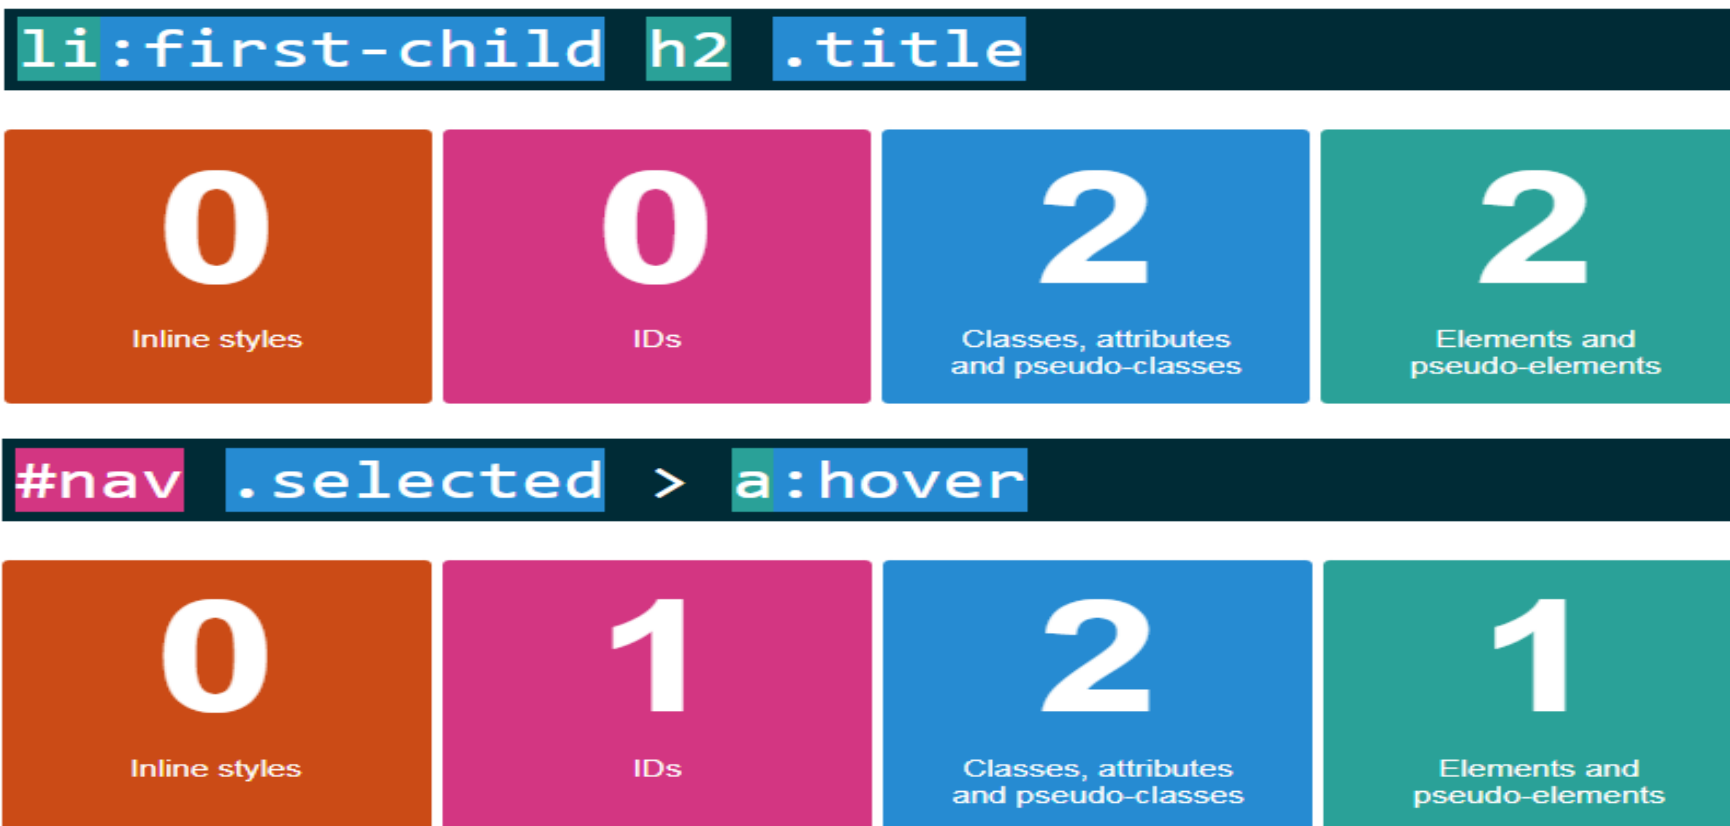 li:first-child h2 .title
0 0 2 2
Inline styles IDs Classes, attributes Elements and
and pseudo-classes pseudo-elements
#nav .selected > a:hover
0 1 2 1
Inline styles IDs Classes, attributes Elements and
and pseudo-classes pseudo-elements